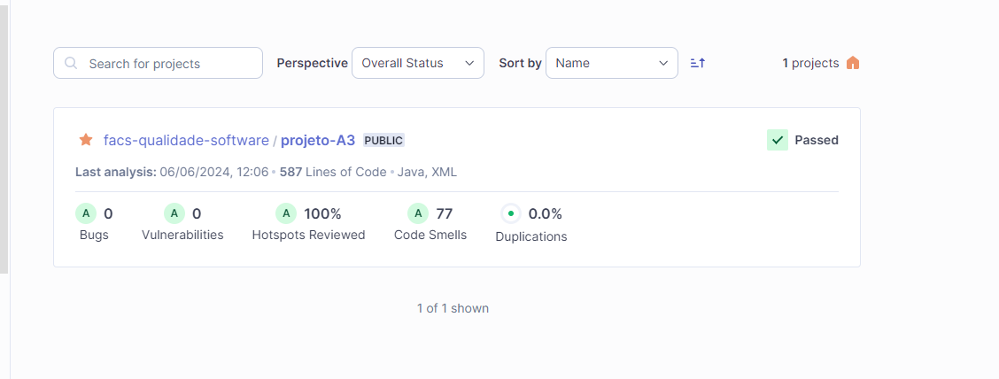 Search for projects Perspective Overall Status Sort by Name 1 projects
facs-qualidade-software / projeto-A3 PUBLIC Passed
Last analysis: 06/06/2024, 12:06 • 587 Lines of Code • Java, XML
A 0 A 0 A 100% A 77 0.0%
Bugs Vulnerabilities Hotspots Reviewed Code Smells Duplications
1 of 1 shown